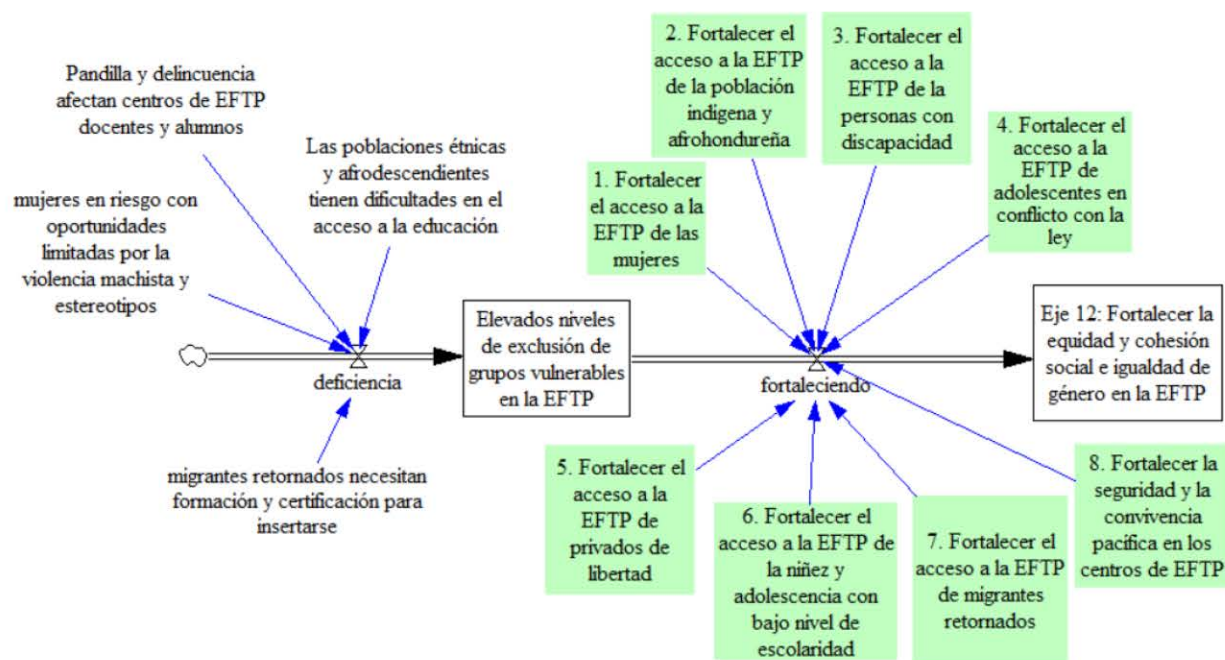 Pandilla y delincuencia
afectan centros de EFTP
docentes y alumnos
Las poblaciones étnicas
y afrodescendientes
tienen dificultades en el
acceso a la educación
mujeres en riesgo con
oportunidades
limitadas por la
violencia machista y
estereotipos
deficiencia
migrantes retornados necesitan
formación y certificación para
insertarse
Elevados niveles
de exclusión de
grupos vulnerables
en la EFTP
1. Fortalecer
el acceso a la
EFTP de las
mujeres
2. Fortalecer el
acceso a la EFTP
de la población
indígena y
afrohondureña
3. Fortalecer el
acceso a la
EFTP de la
personas con
discapacidad
4. Fortalecer el
acceso a la
EFTP de
adolescentes en
conflicto con la
ley
fortaleciendo
Eje 12: Fortalecer la
equidad y cohesión
social e igualdad de
género en la EFTP
5. Fortalecer el
acceso a la
EFTP de
privados de
libertad
6. Fortalecer el
acceso a la EFTP de
la niñez y
adolescencia con
bajo nivel de
escolaridad
7. Fortalecer el
acceso a la EFTP
de migrantes
retornados
8. Fortalecer la
seguridad y la
convivencia
pacífica en los
centros de EFTP